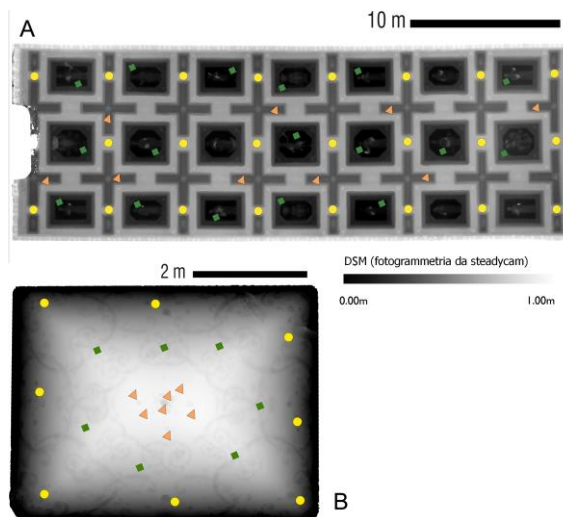 A
10 m
2 m
DSM (fotogrammetria da steadycam)
0.00m
1.00m
B